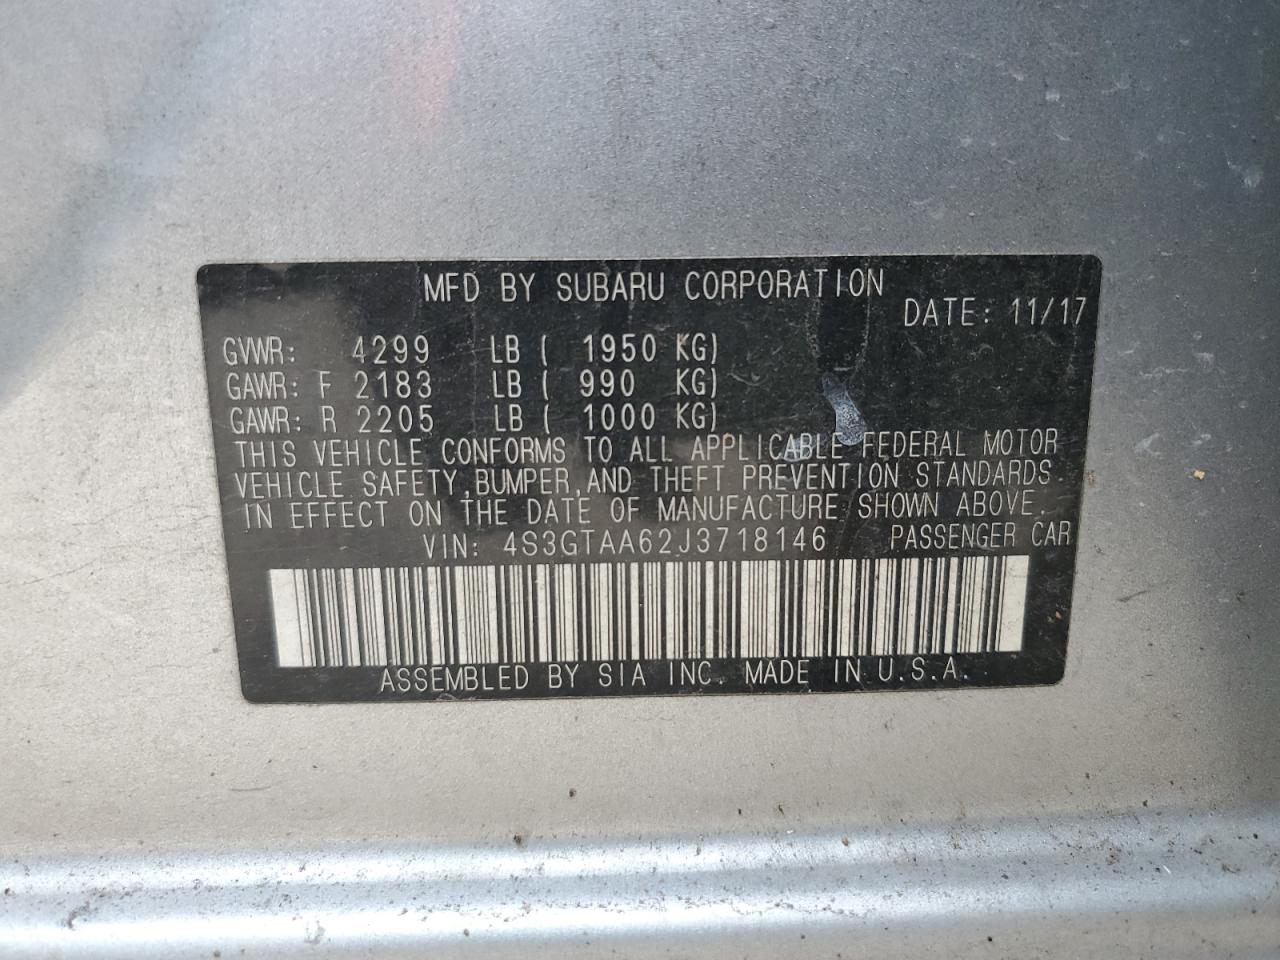 MFD BY SUBARU CORPORATION
DATE: 11/17
GVWR: 4299 LB ( 1950 KG)
GAWR: F 2183 LB ( 990 KG)
GAWR: R 2205 LB ( 1000 KG)
THIS VEHICLE CONFORMS TO ALL APPLICABLE FEDERAL MOTOR
VEHICLE SAFETY,BUMPER,AND THEFT PREVENTION STANDARDS
IN EFFECT ON THE DATE OF MANUFACTURE SHOWN ABOVE.
VIN: 4S3GTAA62J3718146 PASSENGER CAR
ASSEMBLED BY SIA INC. MADE IN U.S.A.